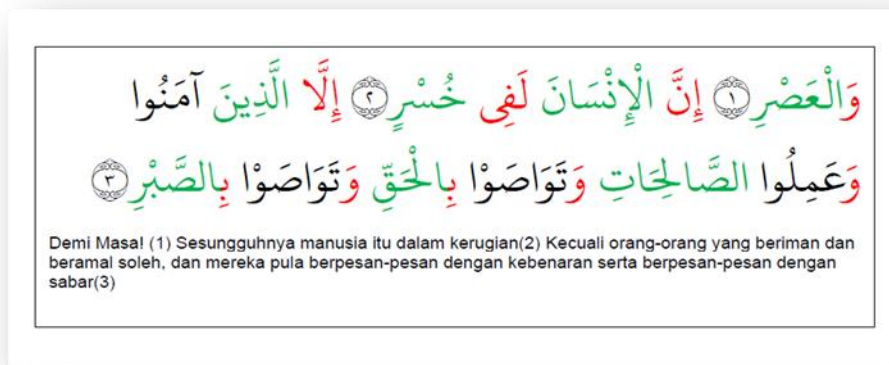 وَالْعَصْرِ ۝١ إِنَّ الْإِنْسَانَ لَفِى خُسْرٍ ۝٢ إِلَّا الَّذِينَ آمَنُوا
وَعَمِلُوا الصَّالِحَاتِ وَتَوَاصَوْا بِالْحَقِّ وَتَوَاصَوْا بِالصَّبْرِ ۝٣
Demi Masa! (1) Sesungguhnya manusia itu dalam kerugian(2) Kecuali orang-orang yang beriman dan
beramal soleh, dan mereka pula berpesan-pesan dengan kebenaran serta berpesan-pesan dengan
sabar(3)